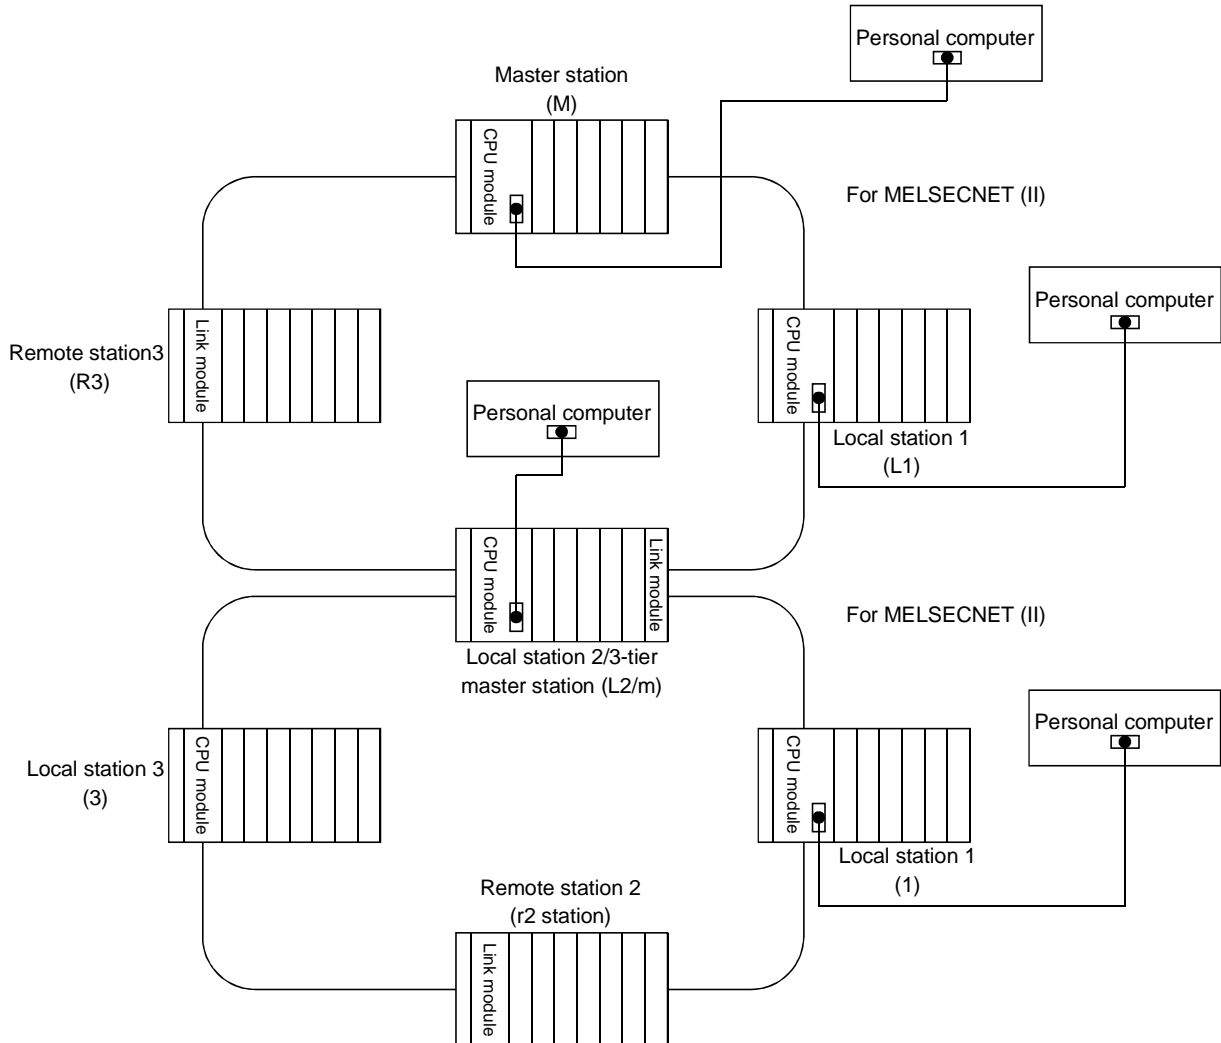 Personal computer
Master station
(M)
CPU module
For MELSECNET (II)
Personal computer
Remote station3
(R3)
Link module
CPU module
Personal computer
Local station 1
(L1)
CPU module
Link module
For MELSECNET (II)
Local station 2/3-tier
master station (L2/m)
Personal computer
Local station 3
(3)
CPU module
CPU module
Local station 1
(1)
Remote station 2
(r2 station)
Link module